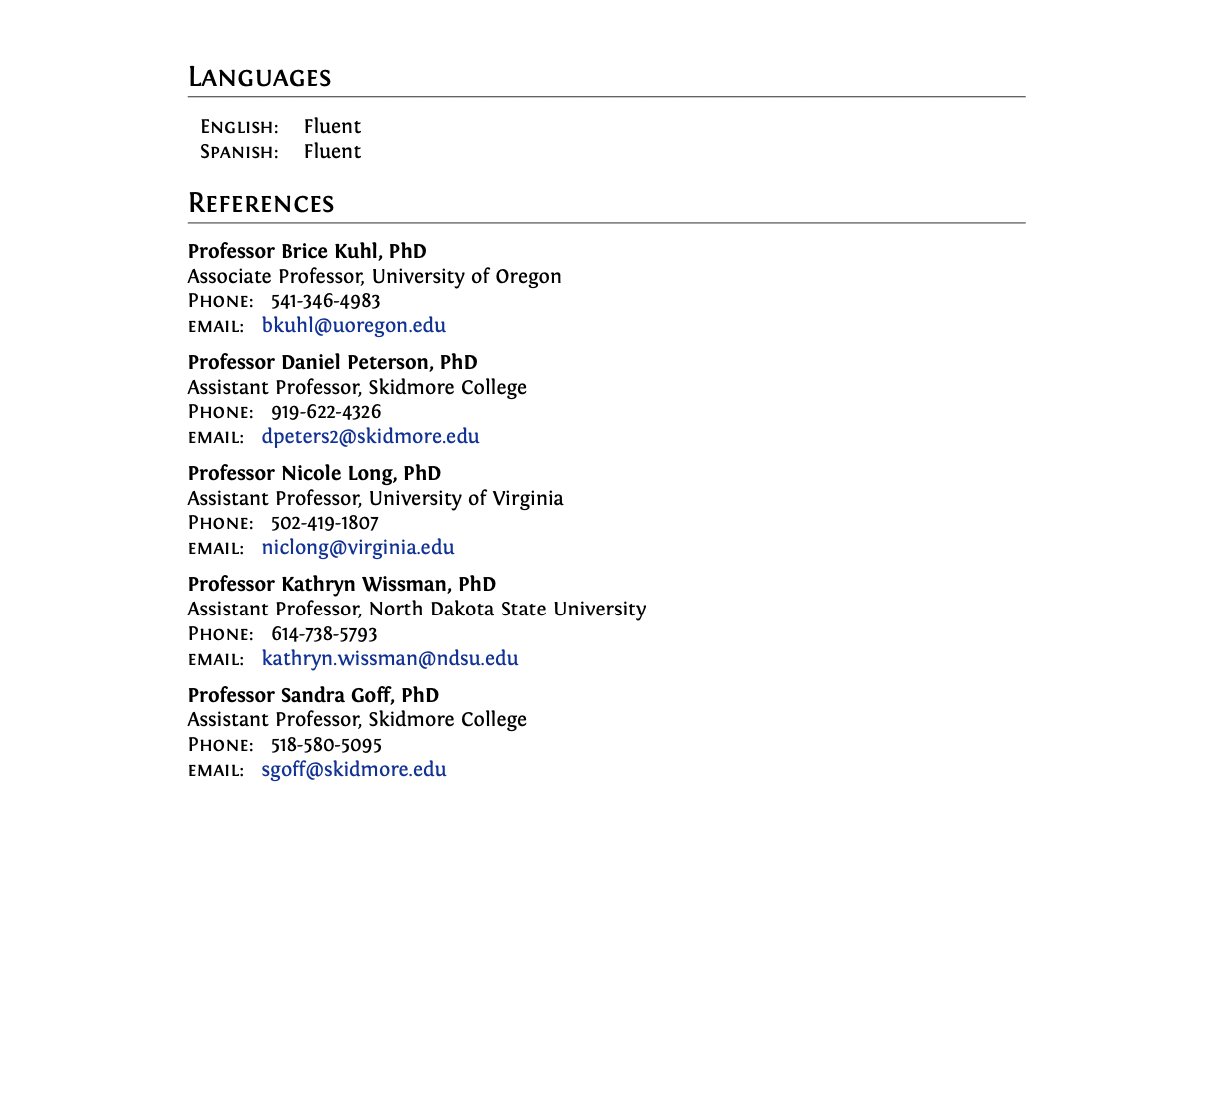 Languages
English: Fluent
Spanish: Fluent
References
Professor Brice Kuhl, PhD
Associate Professor, University of Oregon
Phone: 541-346-4983
email: bkuhl@uoregon.edu
Professor Daniel Peterson, PhD
Assistant Professor, Skidmore College
Phone: 919-622-4326
email: dpeters2@skidmore.edu
Professor Nicole Long, PhD
Assistant Professor, University of Virginia
Phone: 502-419-1807
email: niclong@virginia.edu
Professor Kathryn Wissman, PhD
Assistant Professor, North Dakota State University
Phone: 614-738-5793
email: kathryn.wissman@ndsu.edu
Professor Sandra Goff, PhD
Assistant Professor, Skidmore College
Phone: 518-580-5095
email: sgoff@skidmore.edu